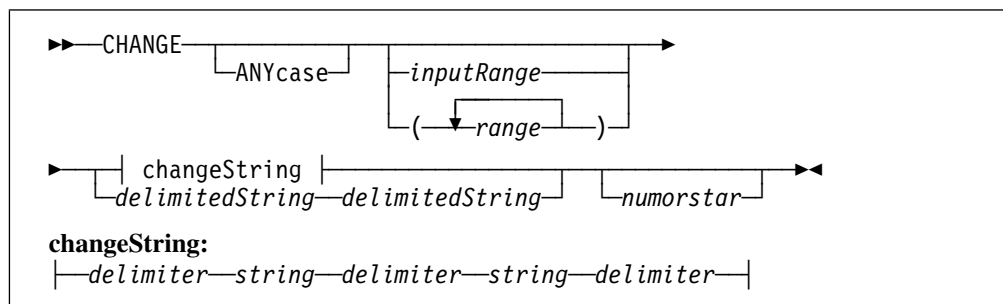 CHANGE
ANYcase
inputRange
( range )
changeString
delimitedString delimitedString
numorstar
changeString:
delimiter string delimiter string delimiter